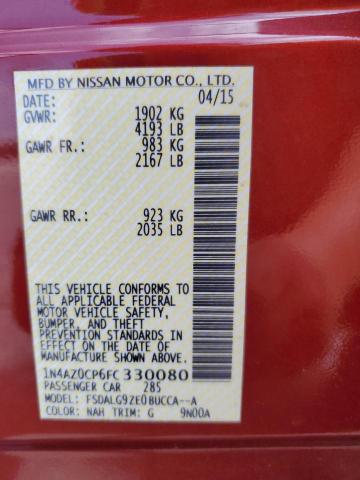 MFD BY NISSAN MOTOR CO., LTD.
DATE: 04/15
GVWR: 1902 KG
4193 LB
GAWR FR: 983 KG
2167 LB
GAWR RR: 923 KG
2035 LB
THIS VEHICLE CONFORMS TO
ALL APPLICABLE FEDERAL
MOTOR VEHICLE SAFETY,
BUMPER, AND THEFT
PREVENTION STANDARDS
IN EFFECT ON THE
DATE OF MANUFACTURE
SHOWN ABOVE.
1N4AZ0CP6FC330080
PASSENGER CAR 285
MODEL: FSDALG9ZE0BUCCA--A
COLOR: NAH TRIM: G 9N00A